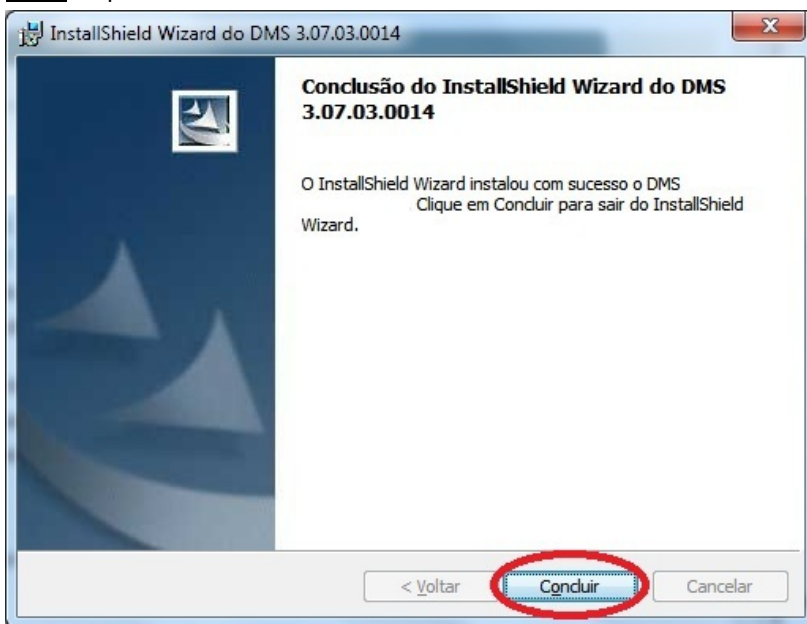 InstallShield Wizard do DMS 3.07.03.0014
X
Conclusão do InstallShield Wizard do DMS
3.07.03.0014
O InstallShield Wizard instalou com sucesso o DMS
Clique em Concluir para sair do InstallShield
Wizard.
< Voltar Concluir Cancelar